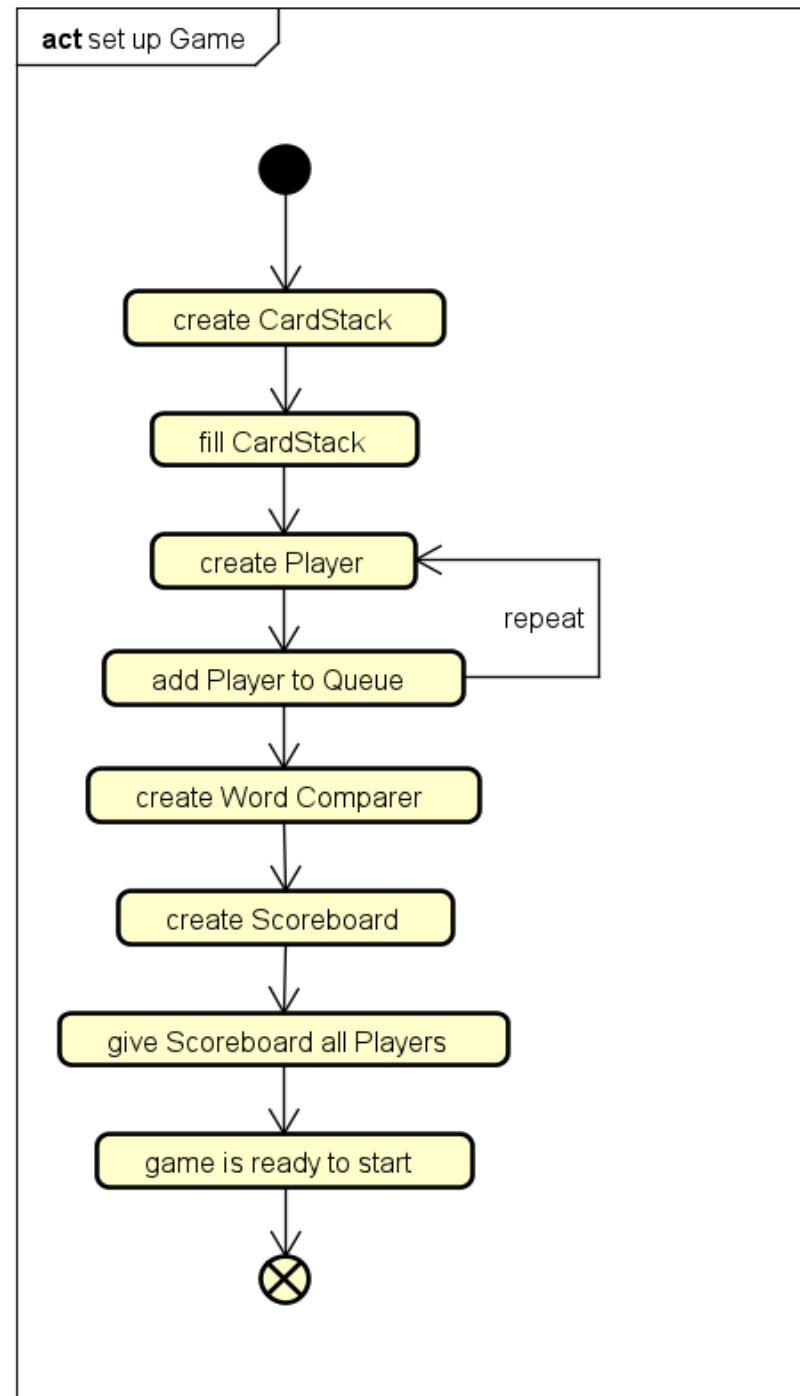 act set up Game
create CardStack
fill CardStack
create Player
repeat
add Player to Queue
create Word Comparer
create Scoreboard
give Scoreboard all Players
game is ready to start